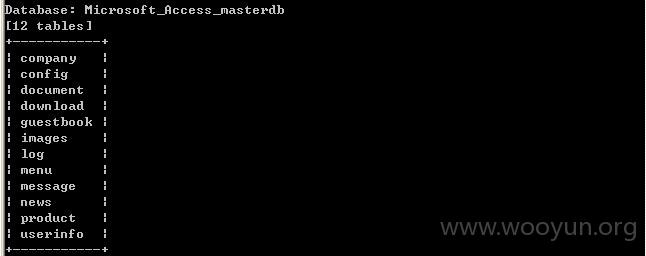 Database: Microsoft_Access_masterdb
[12 tables]
+-----------+
¦ company   ¦
¦ config    ¦
¦ document  ¦
¦ download  ¦
¦ guestbook ¦
¦ images    ¦
¦ log       ¦
¦ menu      ¦
¦ message   ¦
¦ news      ¦
¦ product   ¦
¦ userinfo  ¦
+-----------+
www.wooyun.org